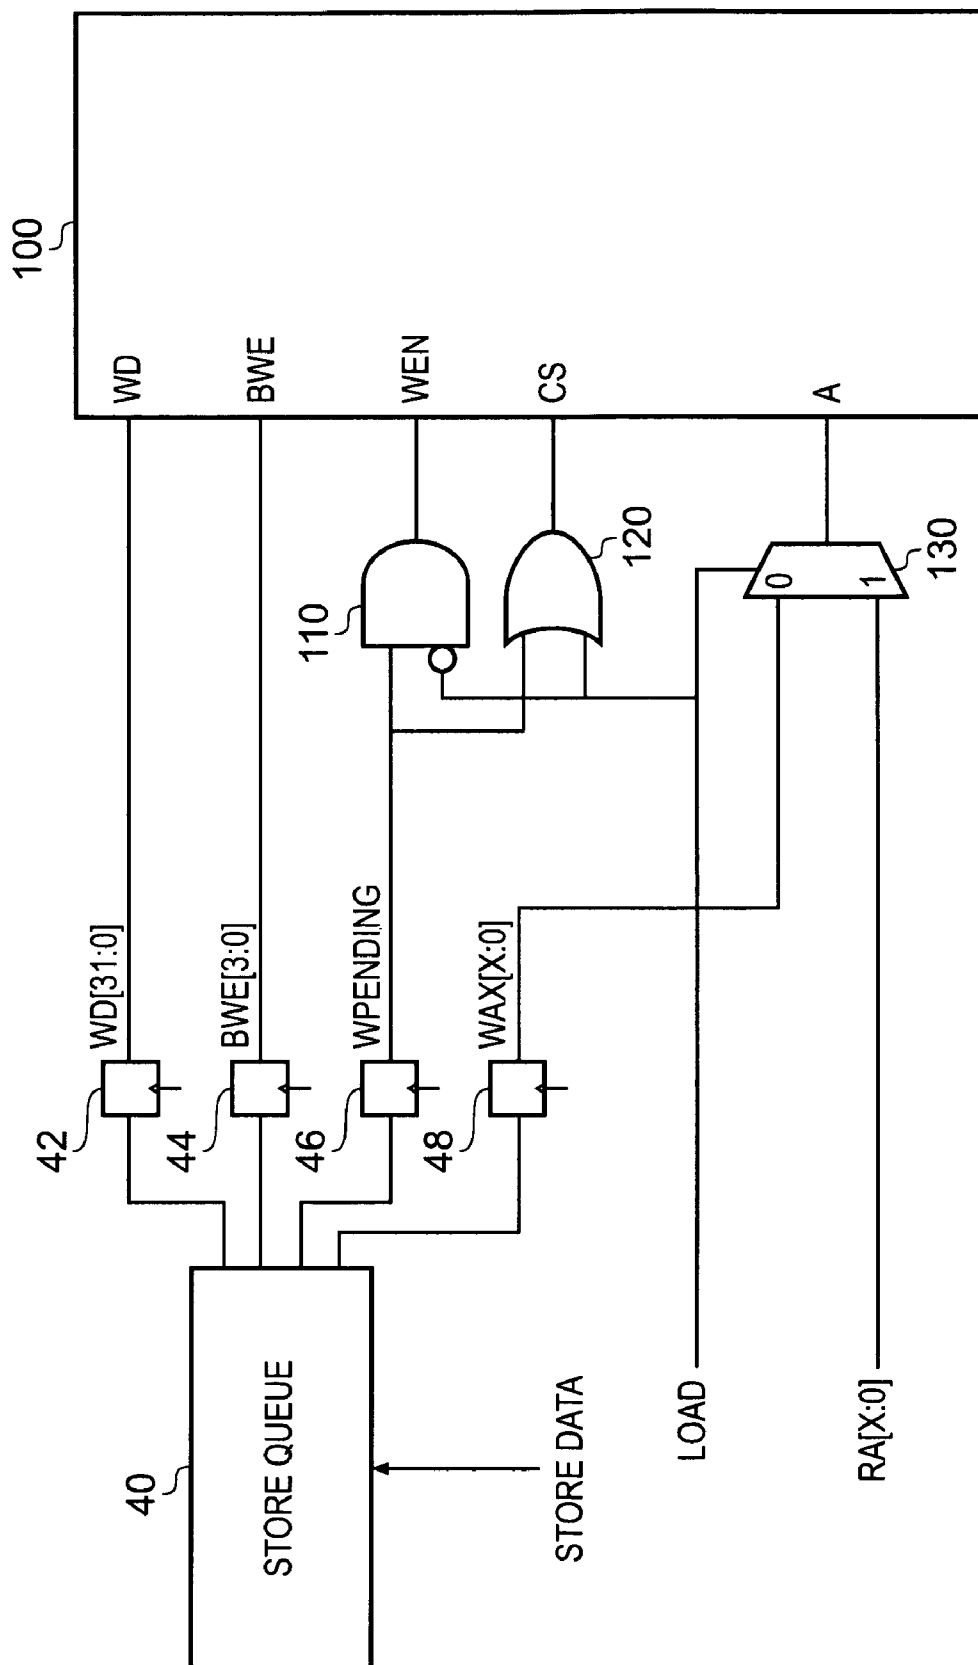 100
WD
BWE
WEN
CS
A
110
120
130
0
1
WD[31:0]
BWE[3:0]
WPENDING
WAX[X:0]
42
44
46
48
40
STORE QUEUE
STORE DATA
LOAD
RA[X:0]